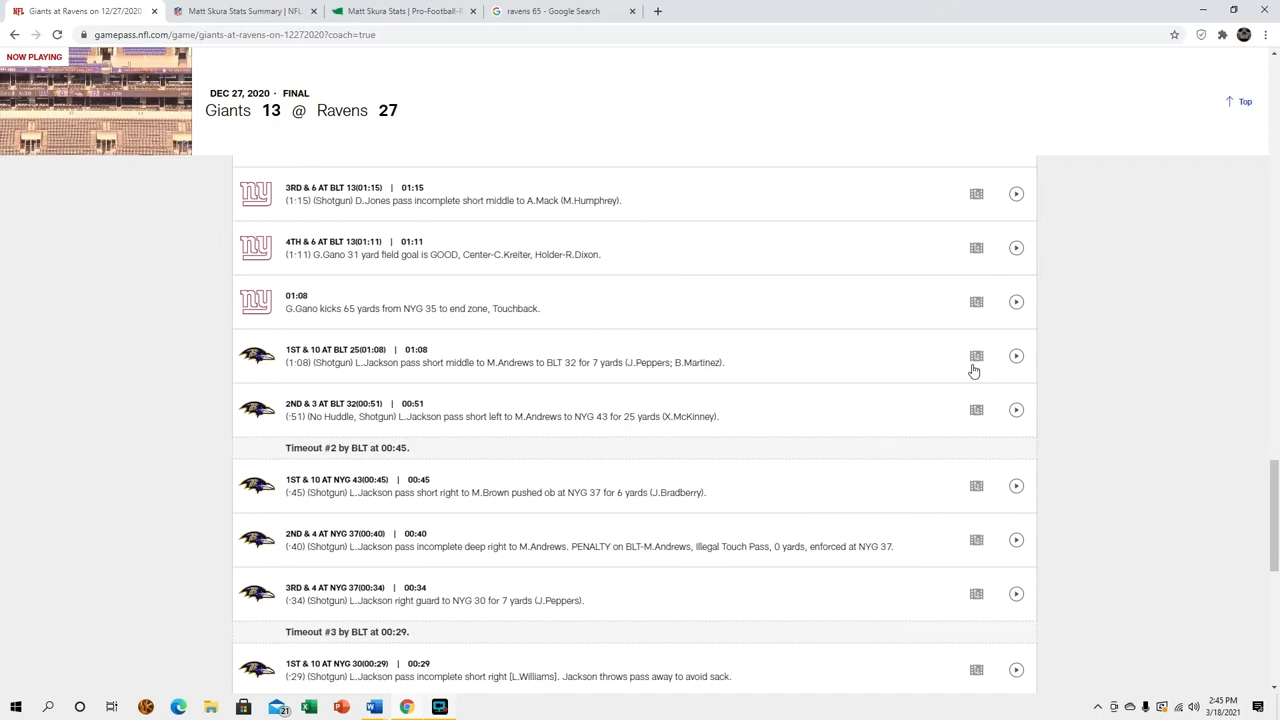 Giants at Ravens on 12/27/2020
Matt Skura Stats Summary | NFL.
Matt Skura Stats | Pro-Football-R
ravens 65 - Google Search
gamepass.nfl.com/game/giants-at-ravens-on-12272020?coach=true
NOW PLAYING
DEC 27, 2020 · FINAL
Giants 13 @ Ravens 27
Top
3RD & 6 AT BLT 13(01:15) | 01:15
(1:15) (Shotgun) D.Jones pass incomplete short middle to A.Mack (M.Humphrey).
4TH & 6 AT BLT 13(01:11) | 01:11
(1:11) G.Gano 31 yard field goal is GOOD, Center-C.Kreiter, Holder-R.Dixon.
01:08
G.Gano kicks 65 yards from NYG 35 to end zone, Touchback.
1ST & 10 AT BLT 25(01:08) | 01:08
(1:08) (Shotgun) L.Jackson pass short middle to M.Andrews to BLT 32 for 7 yards (J.Peppers; B.Martinez).
2ND & 3 AT BLT 32(00:51) | 00:51
(:51) (No Huddle, Shotgun) L.Jackson pass short left to M.Andrews to NYG 43 for 25 yards (X.McKinney).
Timeout #2 by BLT at 00:45.
1ST & 10 AT NYG 43(00:45) | 00:45
(:45) (Shotgun) L.Jackson pass short right to M.Brown pushed ob at NYG 37 for 6 yards (J.Bradberry).
2ND & 4 AT NYG 37(00:40) | 00:40
(:40) (Shotgun) L.Jackson pass incomplete deep right to M.Andrews. PENALTY on BLT-M.Andrews, Illegal Touch Pass, 0 yards, enforced at NYG 37.
3RD & 4 AT NYG 37(00:34) | 00:34
(:34) (Shotgun) L.Jackson right guard to NYG 30 for 7 yards (J.Peppers).
Timeout #3 by BLT at 00:29.
1ST & 10 AT NYG 30(00:29) | 00:29
(:29) (Shotgun) L.Jackson pass incomplete short right [L.Williams]. Jackson throws pass away to avoid sack.
21
2:45 PM
3/18/2021